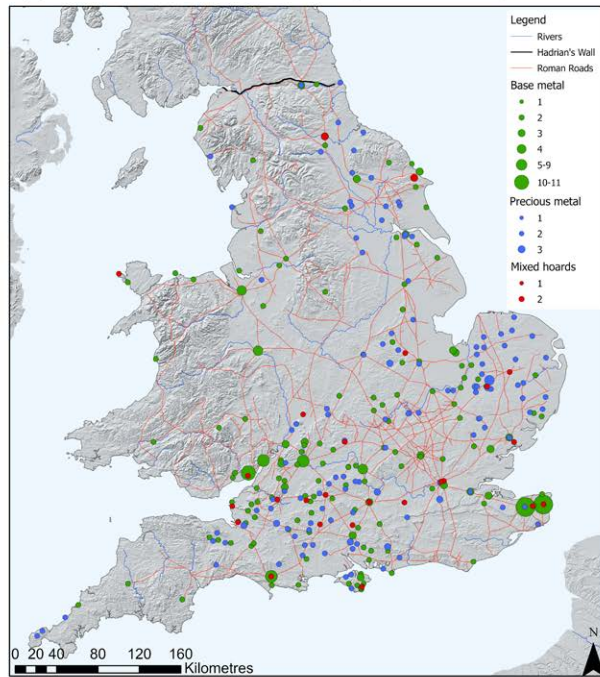 Legend
Rivers
Hadrian's Wall
Roman Roads
Base metal
1
2
3
4
5-9
10-11
Precious metal
1
2
3
Mixed hoards
1
2
N
0 20 40 80 120 160
Kilometres